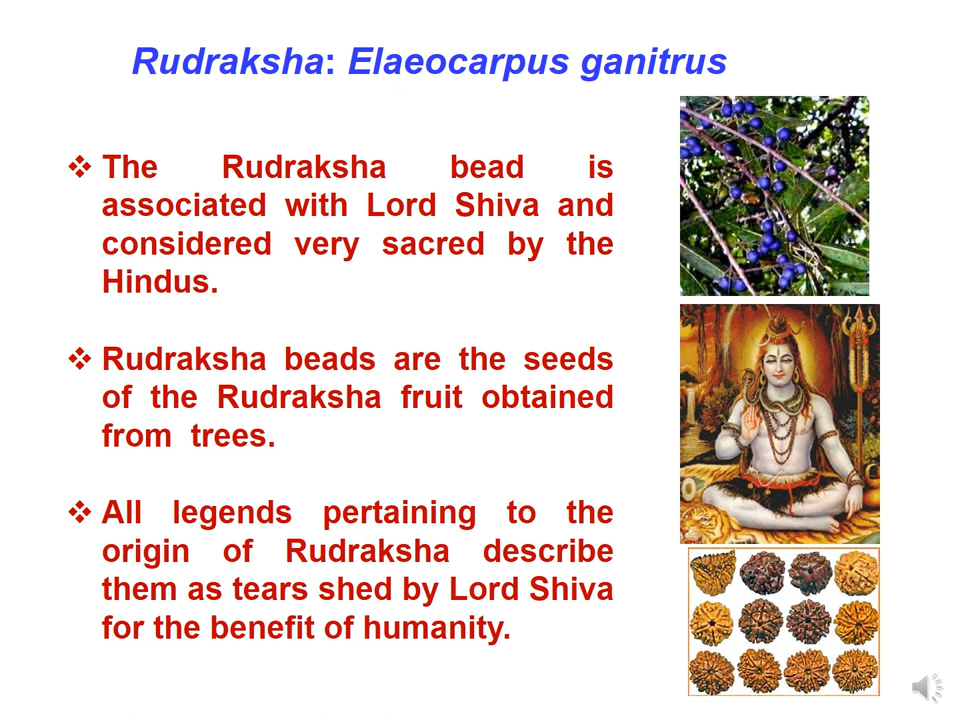 Rudraksha: Elaeocarpus ganitrus
❖ The Rudraksha bead is
associated with Lord Shiva and
considered very sacred by the
Hindus.
❖ Rudraksha beads are the seeds
of the Rudraksha fruit obtained
from trees.
❖ All legends pertaining to the
origin of Rudraksha describe
them as tears shed by Lord Shiva
for the benefit of humanity.